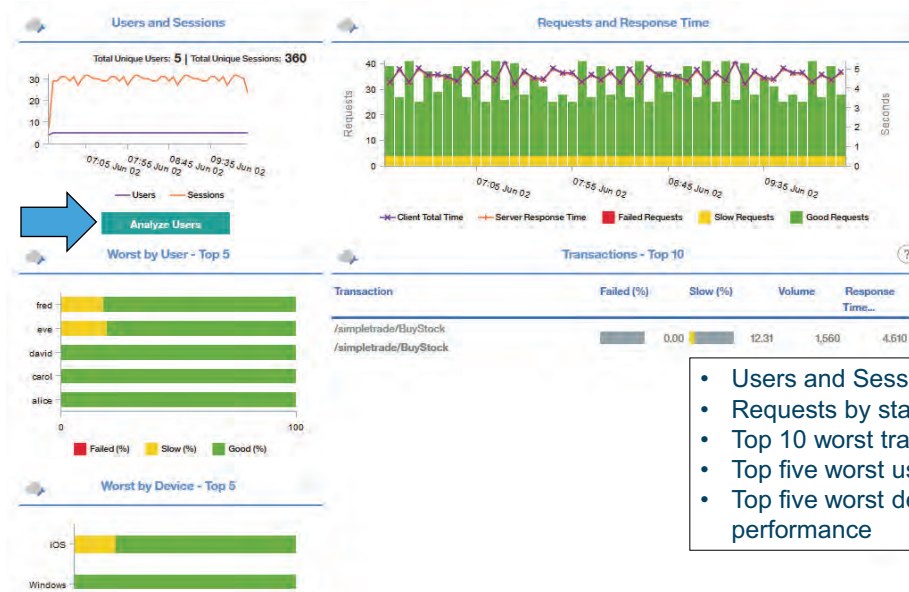 Users and Sessions
Total Unique Users: 5 | Total Unique Sessions: 360
30
20
10
0
07:05 Jun 02
07:55 Jun 02
08:45 Jun 02
09:35 Jun 02
Users
Sessions
Analyze Users
Requests and Response Time
Requests
40
30
20
10
0
6
5
4
3
2
1
0
Seconds
07:05 Jun 02
07:55 Jun 02
08:45 Jun 02
09:35 Jun 02
Client Total Time
Server Response Time
Failed Requests
Slow Requests
Good Requests
Worst by User - Top 5
fred
eve
david
carol
alice
0
100
Failed (%)
Slow (%)
Good (%)
Transactions - Top 10
?
Transaction
Failed (%)
Slow (%)
Volume
Response
Time...
/simpletrade/BuyStock
/simpletrade/BuyStock
0.00
12.31
1,560
4.610
• Users and Sess
• Requests by sta
• Top 10 worst tra
• Top five worst us
• Top five worst de
performance
Worst by Device - Top 5
iOS
Windows